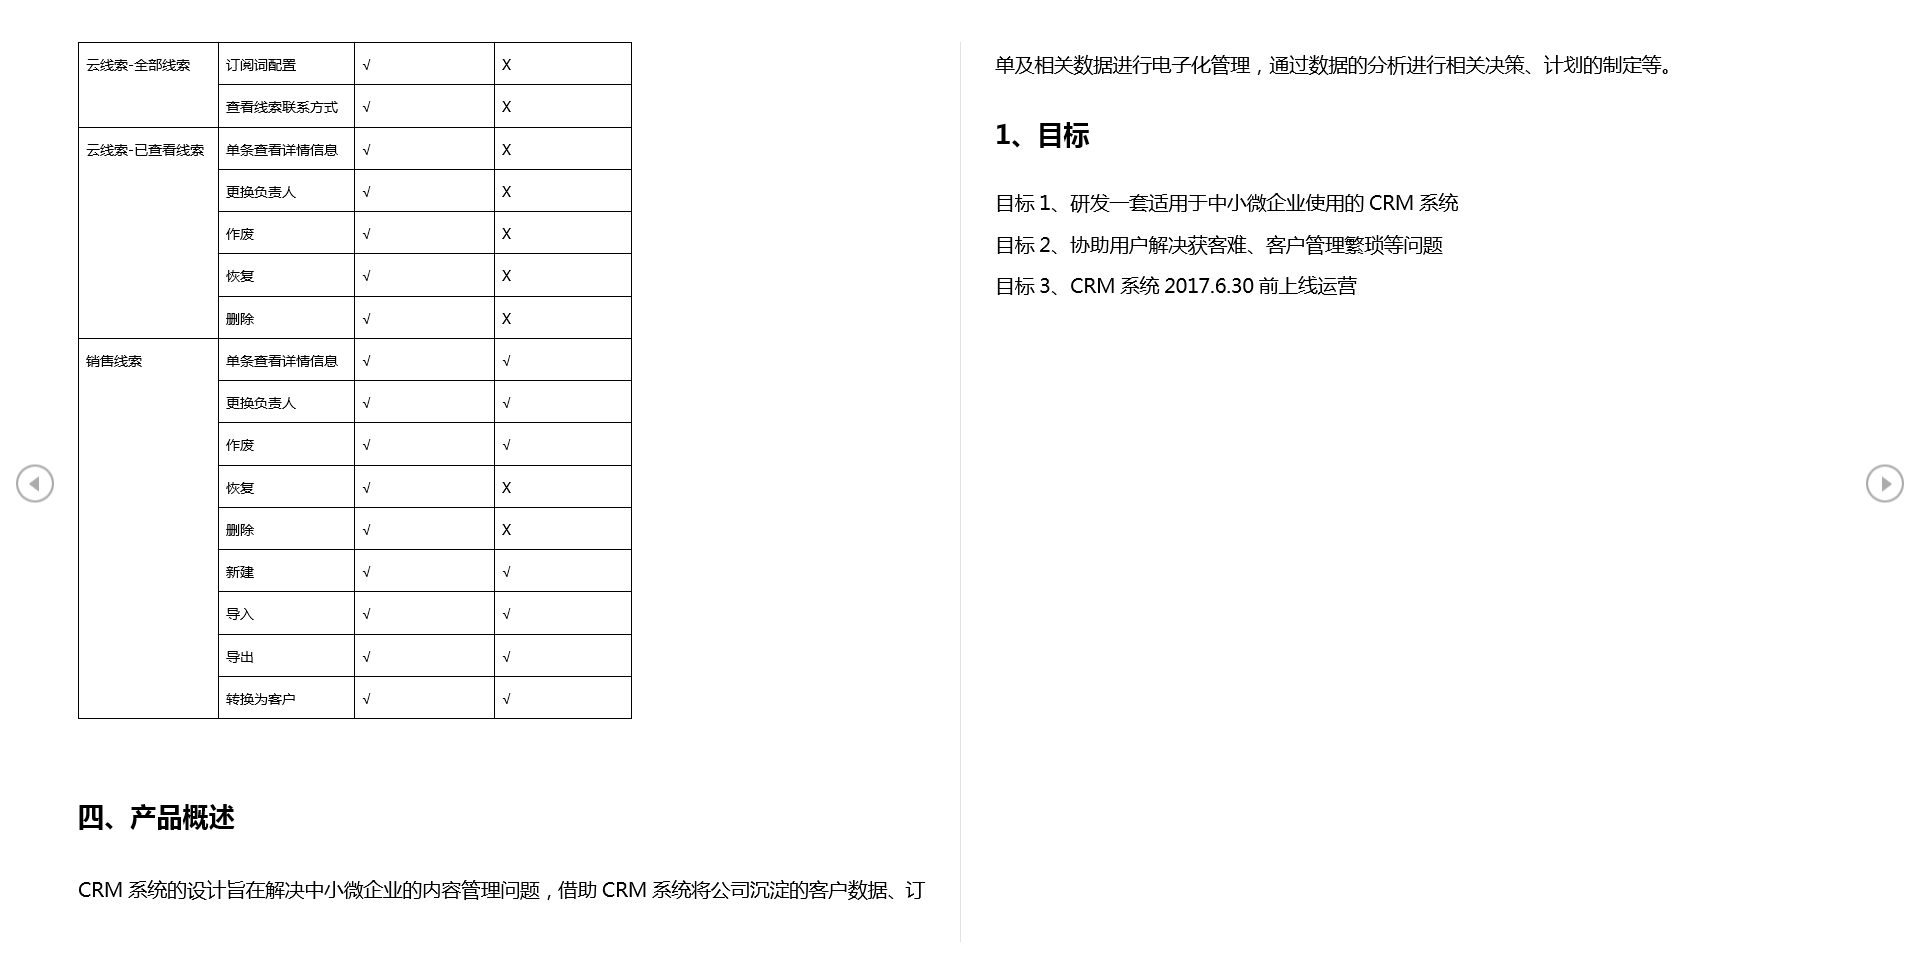 云线索-全部线索 订阅词配置 √ X
查看线索联系方式 √ X
云线索-已查看线索 单条查看详情信息 √ X
更换负责人 √ X
作废 √ X
恢复 √ X
删除 √ X
销售线索 单条查看详情信息 √ √
更换负责人 √ √
作废 √ √
恢复 √ X
删除 √ X
新建 √ √
导入 √ √
导出 √ √
转换为客户 √ √
四、产品概述
CRM 系统的设计旨在解决中小微企业的内容管理问题，借助 CRM 系统将公司沉淀的客户数据、订
单及相关数据进行电子化管理，通过数据的分析进行相关决策、计划的制定等。
1、目标
目标 1、研发一套适用于中小微企业使用的 CRM 系统
目标 2、协助用户解决获客难、客户管理繁琐等问题
目标 3、CRM 系统 2017.6.30 前上线运营